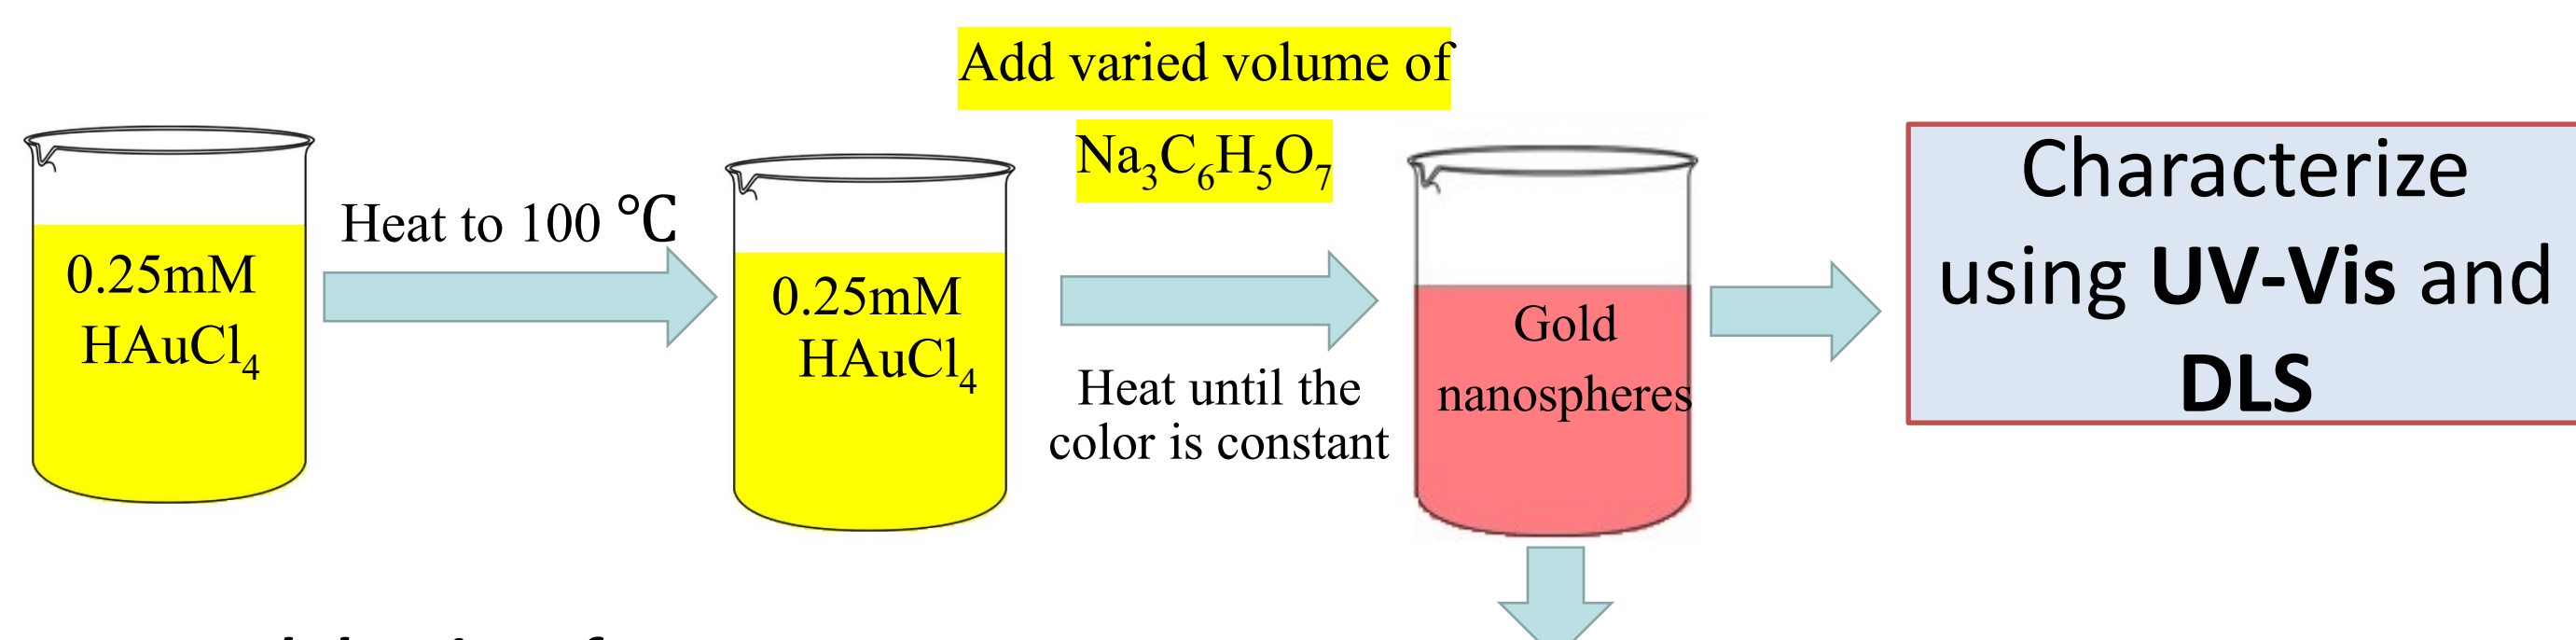 Add varied volume of
Na₃C₆H₅O₇
Heat to 100 ℃
0.25mM
HAuCl₄
0.25mM
HAuCl₄
Heat until the
color is constant
Gold
nanospheres
Characterize
using UV-Vis and
DLS